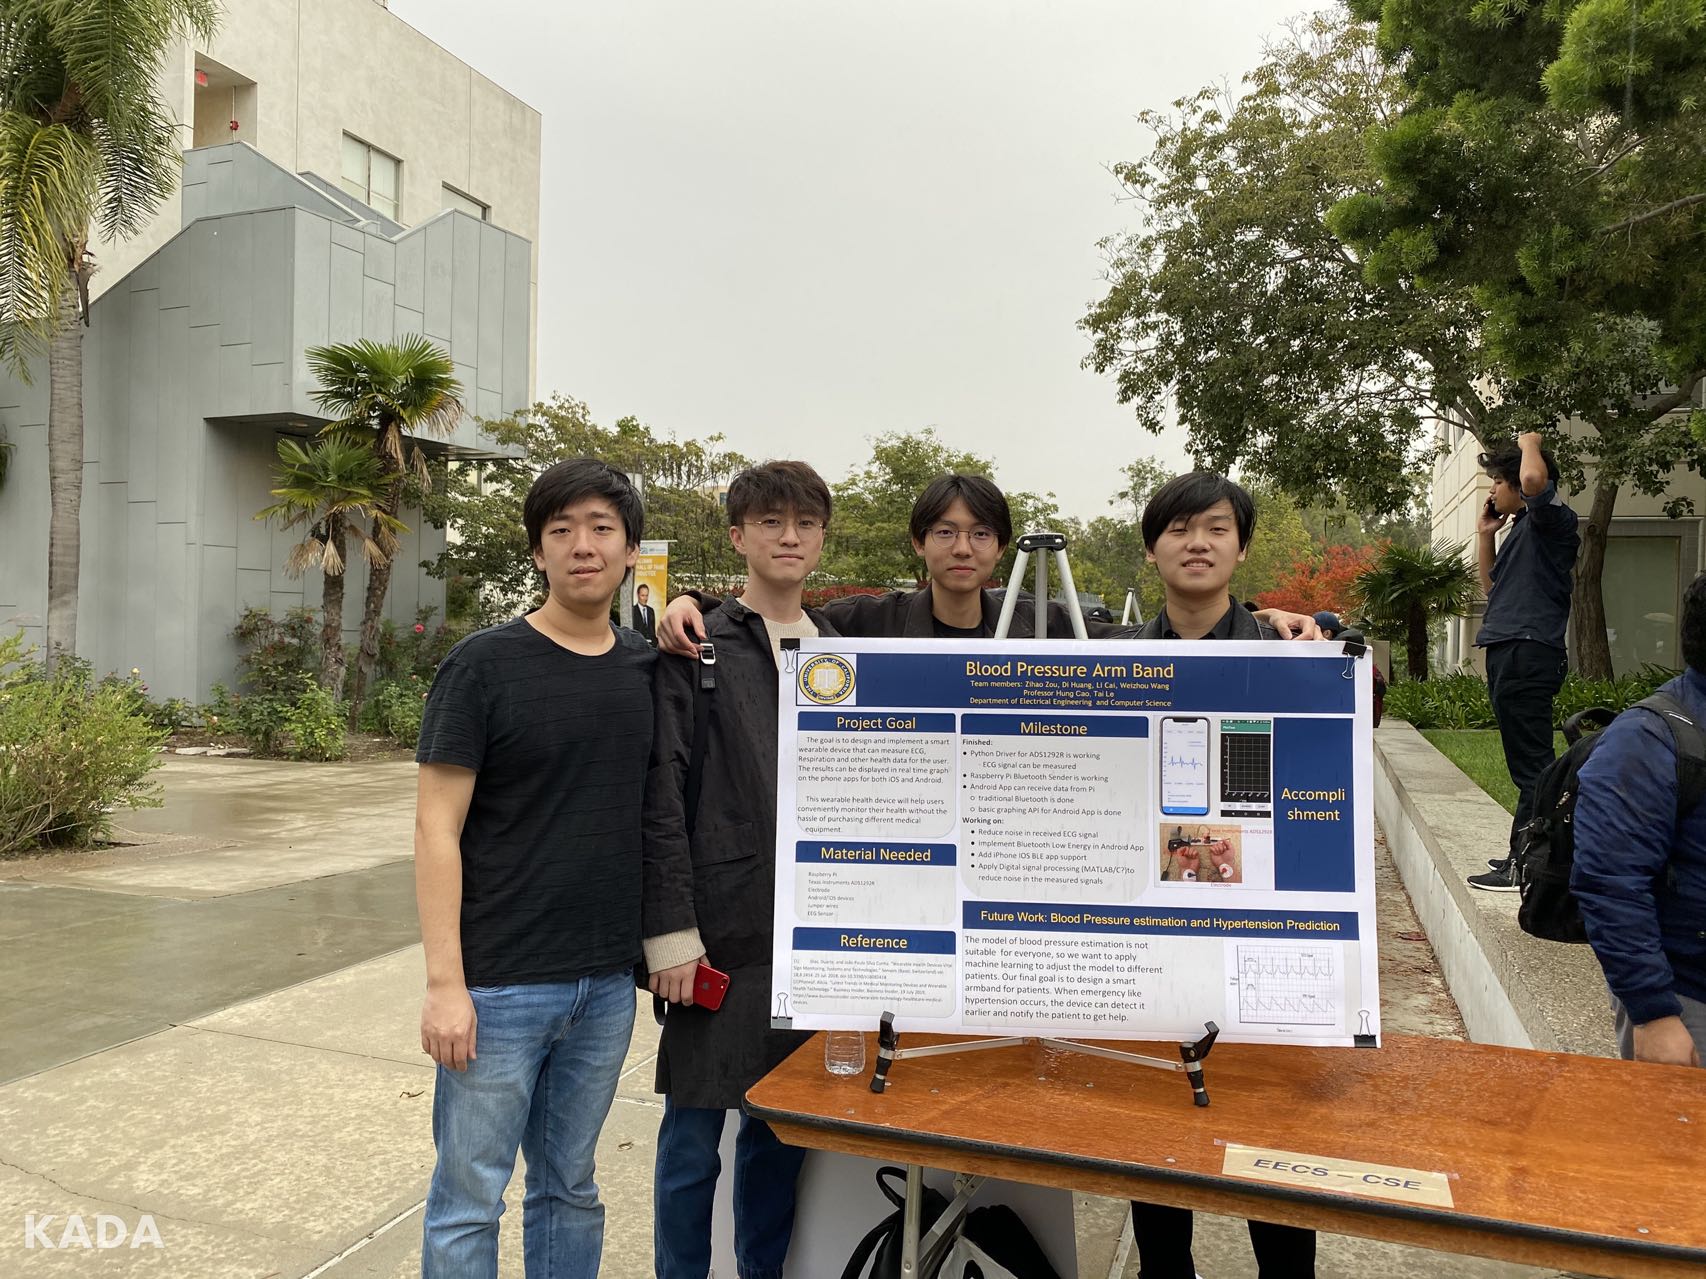 Blood Pressure Arm Band
Team members: Zihao Zou, Di Huang, Li Cai, Weizhou Wang
Professor Hung Cao, Tai Le
Department of Electrical Engineering and Computer Science
Project Goal
The goal is to design and implement a smart
wearable device that can measure ECG,
Respiration and other health data for the user.
The results can be displayed in real time graph
on the phone apps for both iOS and Android.
This wearable health device will help users
conveniently monitor their health without the
hassle of purchasing different medical
equipment.
Material Needed
Raspberry Pi
Texas Instruments ADS1292R
Electrode
Android/iOS devices
Jumper wires
EEG Sensor
Reference
Milestone
Finished:
● Python Driver for ADS1292R is working
- ECG signal can be measured
● Raspberry Pi Bluetooth Sender is working
● Android App can receive data from Pi
○ traditional Bluetooth is done
○ basic graphing API for Android App is done
Working on:
● Reduce noise in received ECG signal
● Implement Bluetooth Low Energy in Android App
● Add iPhone IOS BLE app support
● Apply Digital signal processing (MATLAB/C?)to
reduce noise in the measured signals
Texas Instruments ADS1292R
Electrode
Accompli
shment
Future Work: Blood Pressure estimation and Hypertension Prediction
The model of blood pressure estimation is not
suitable for everyone, so we want to apply
machine learning to adjust the model to different
patients. Our final goal is to design a smart
armband for patients. When emergency like
hypertension occurs, the device can detect it
earlier and notify the patient to get help.
EECS – CSE
KADA